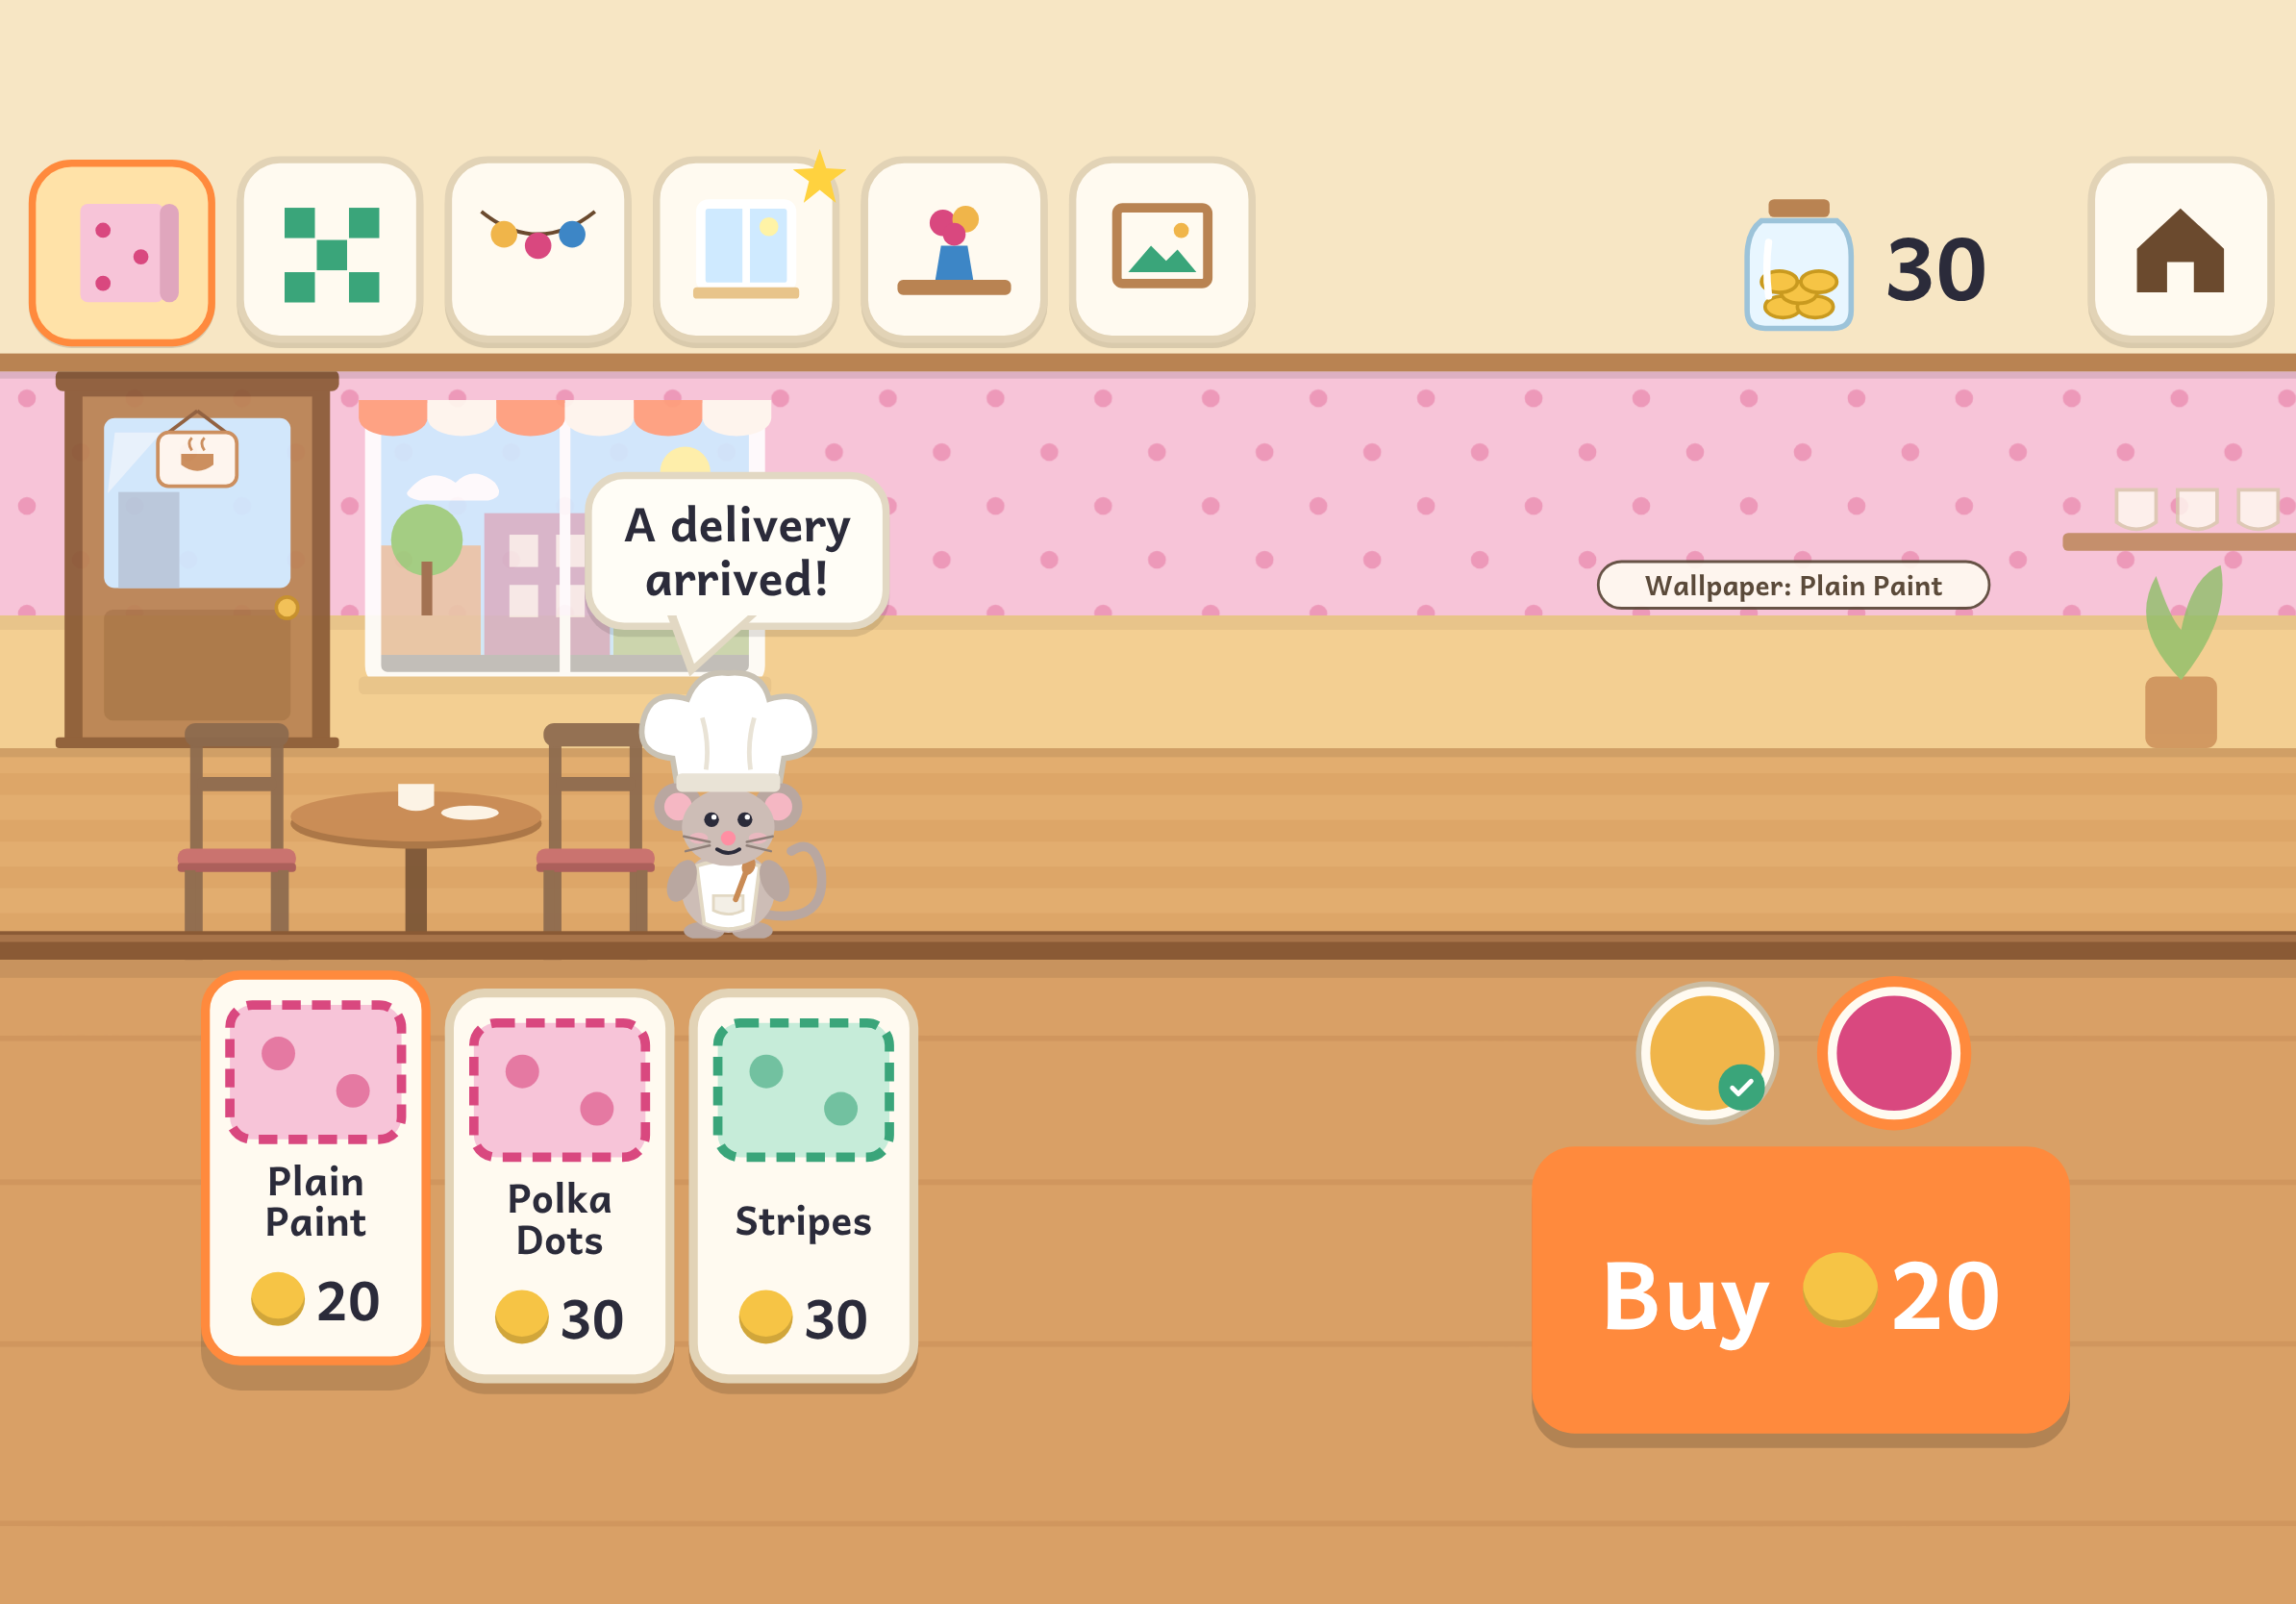 30
A delivery
arrived!
Wallpaper: Plain Paint
Plain
Paint
20
Polka
Dots
30
Stripes
30
Buy 20